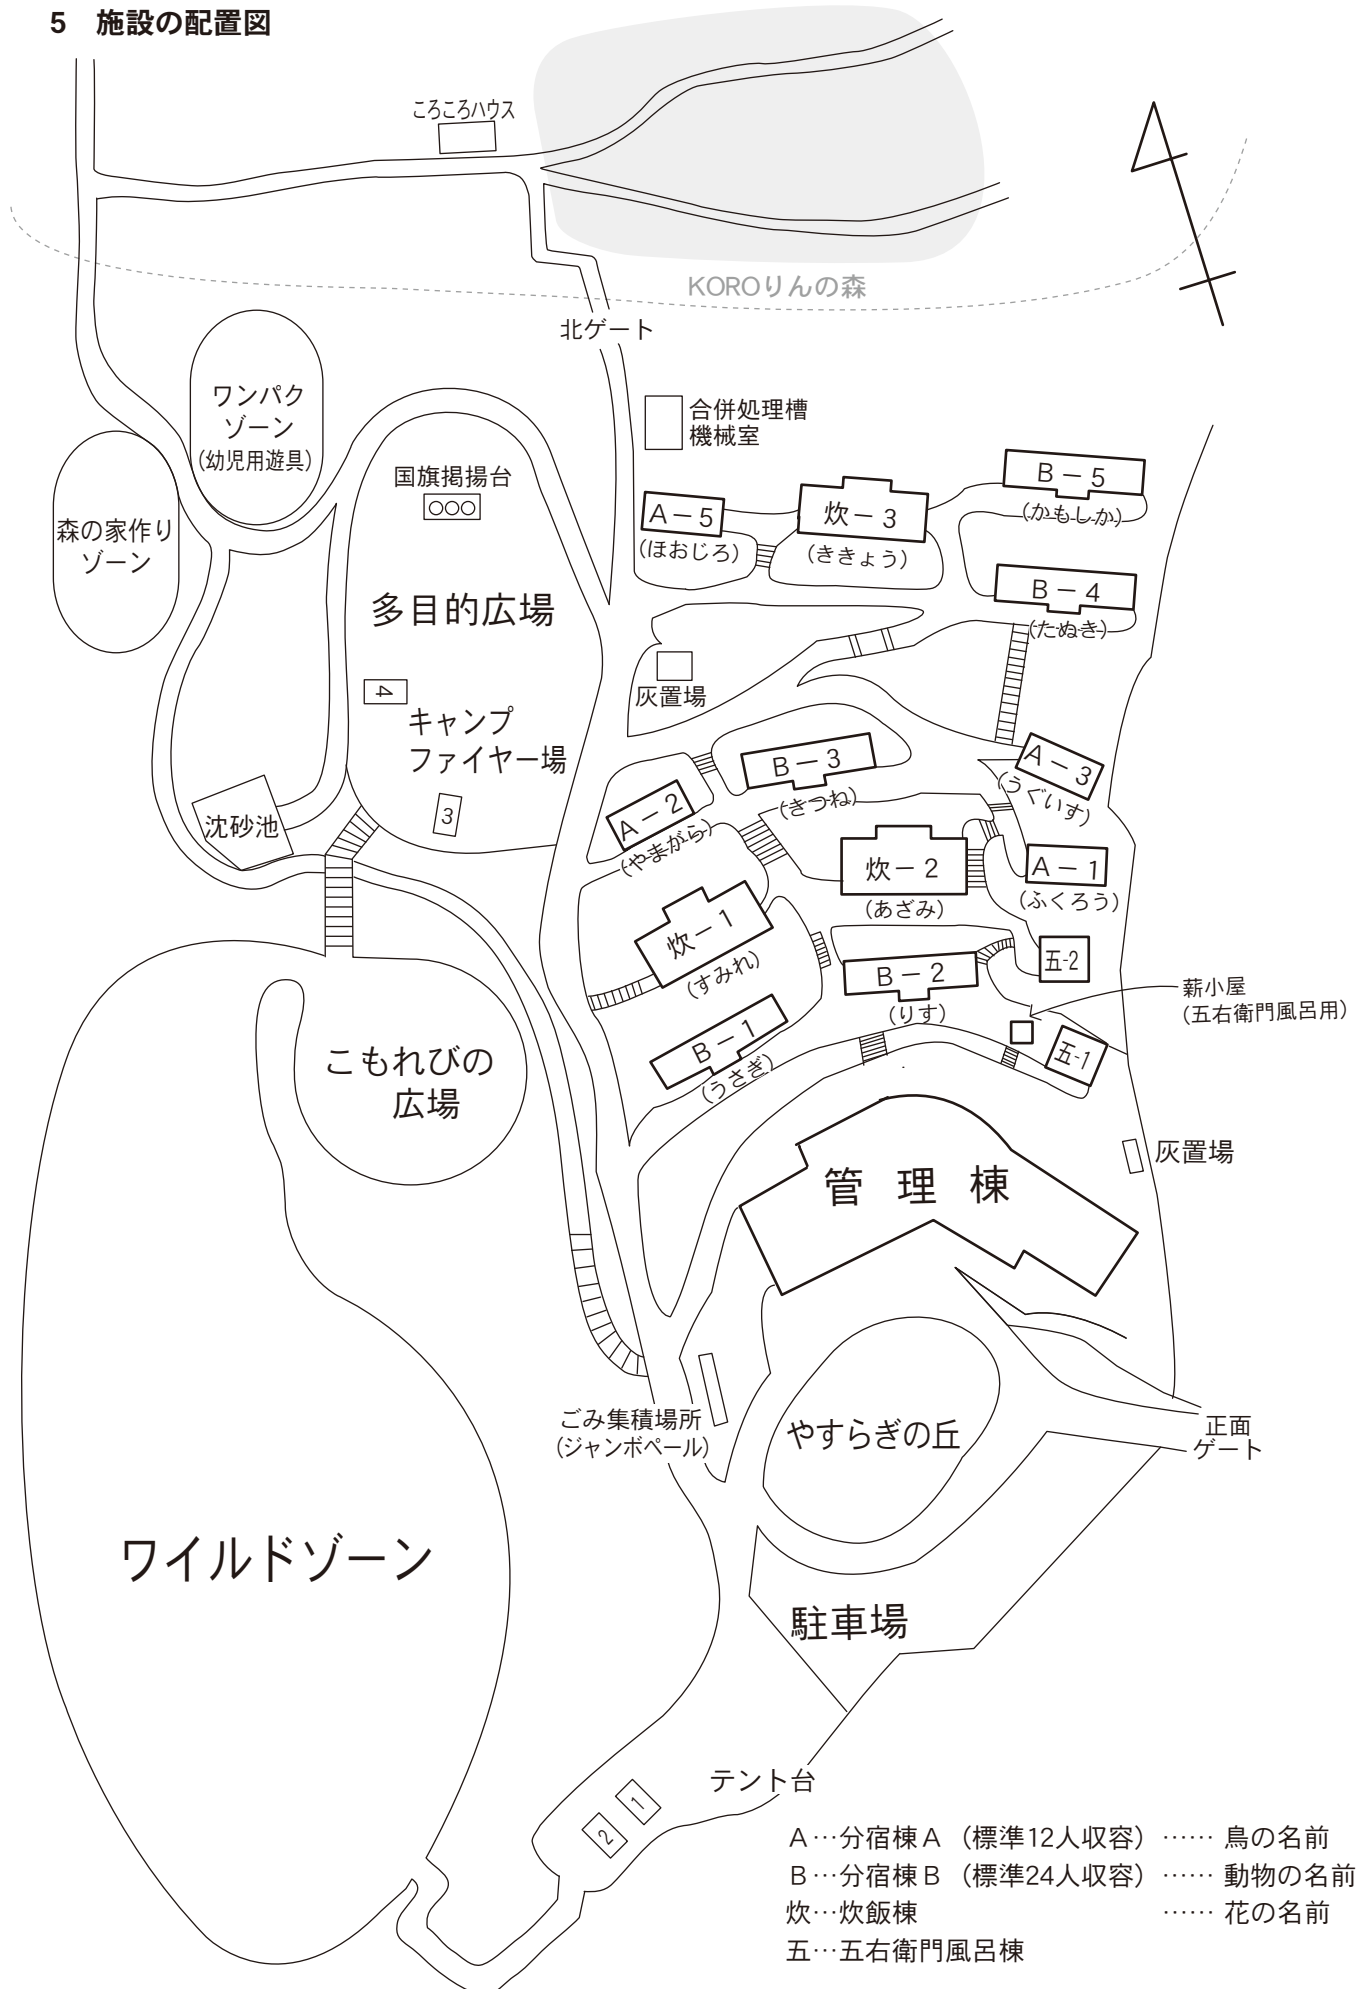 5　施設の配置図
ころころハウス
KOROりんの森
北ゲート
ワンパク
ゾーン
(幼児用遊具)
合併処理槽
機械室
国旗掲揚台
森の家作り
ゾーン
A－5
(ほおじろ)
炊－3
(ききょう)
B－5
(かもしか)
B－4
(たぬき)
多目的広場
灰置場
4
キャンプ
ファイヤー場
3
沈砂池
B－3
(きつね)
A－2
(やまがら)
A－3
(うぐいす)
炊－2
(あざみ)
A－1
(ふくろう)
炊－1
(すみれ)
B－2
(りす)
五-2
薪小屋
(五右衛門風呂用)
五-1
B－1
(うさぎ)
こもれびの
広場
管理棟
灰置場
ごみ集積場所
(ジャンボペール)
やすらぎの丘
正面
ゲート
ワイルドゾーン
駐車場
テント台
1
2
A…分宿棟A（標準12人収容）…… 鳥の名前
B…分宿棟B（標準24人収容）…… 動物の名前
炊…炊飯棟 …… 花の名前
五…五右衛門風呂棟